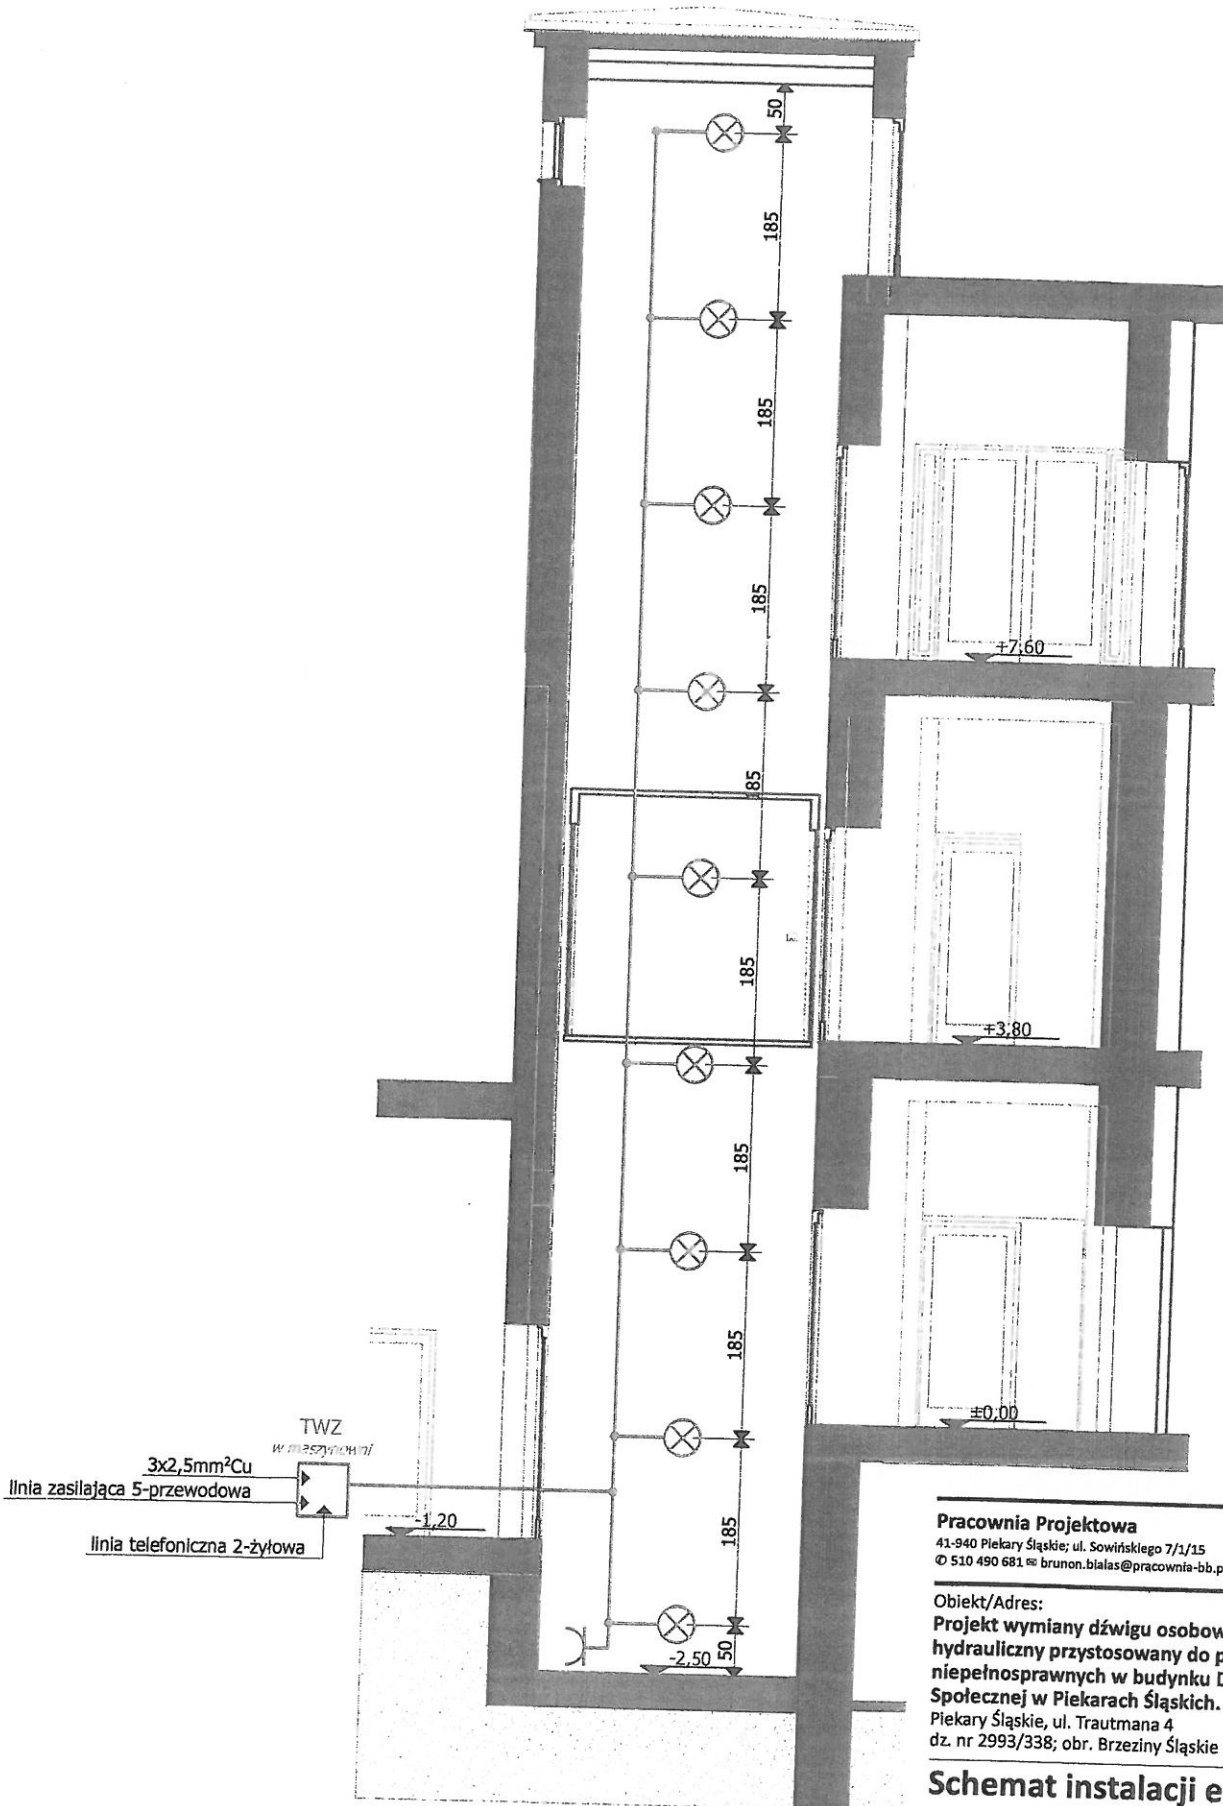 50
185
185
185
+7,60
185
185
+3,80
185
185
±0,00
TWZ
w maszynowni
3x2,5mm²Cu
linia zasilająca 5-przewodowa
-1,20
linia telefoniczna 2-żyłowa
185
-2,50
50
Pracownia Projektowa
41-940 Piekary Śląskie; ul. Sowińskiego 7/1/15
✆ 510 490 681 ✉ brunon.bialas@pracownia-bb.p
Obiekt/Adres:
Projekt wymiany dźwigu osobow
hydrauliczny przystosowany do p
niepełnosprawnych w budynku D
Społecznej w Piekarach Śląskich.
Piekary Śląskie, ul. Trautmana 4
dz. nr 2993/338; obr. Brzeziny Śląskie
Schemat instalacji e